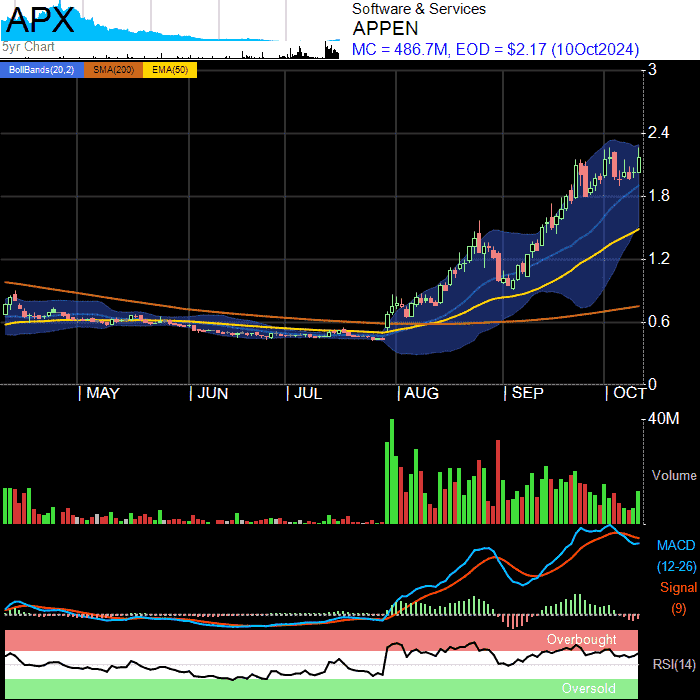 APX
5yr Chart
Software & Services
APPEN
MC = 486.7M, EOD = $2.17 (10Oct2024)
BollBands(20,2) SMA(200) EMA(50)
3
2.4
1.8
1.2
0.6
0
| MAY | JUN | JUL | AUG | SEP | OCT
40M
Volume
MACD
(12-26)
Signal
(9)
Overbought
RSI(14)
Oversold